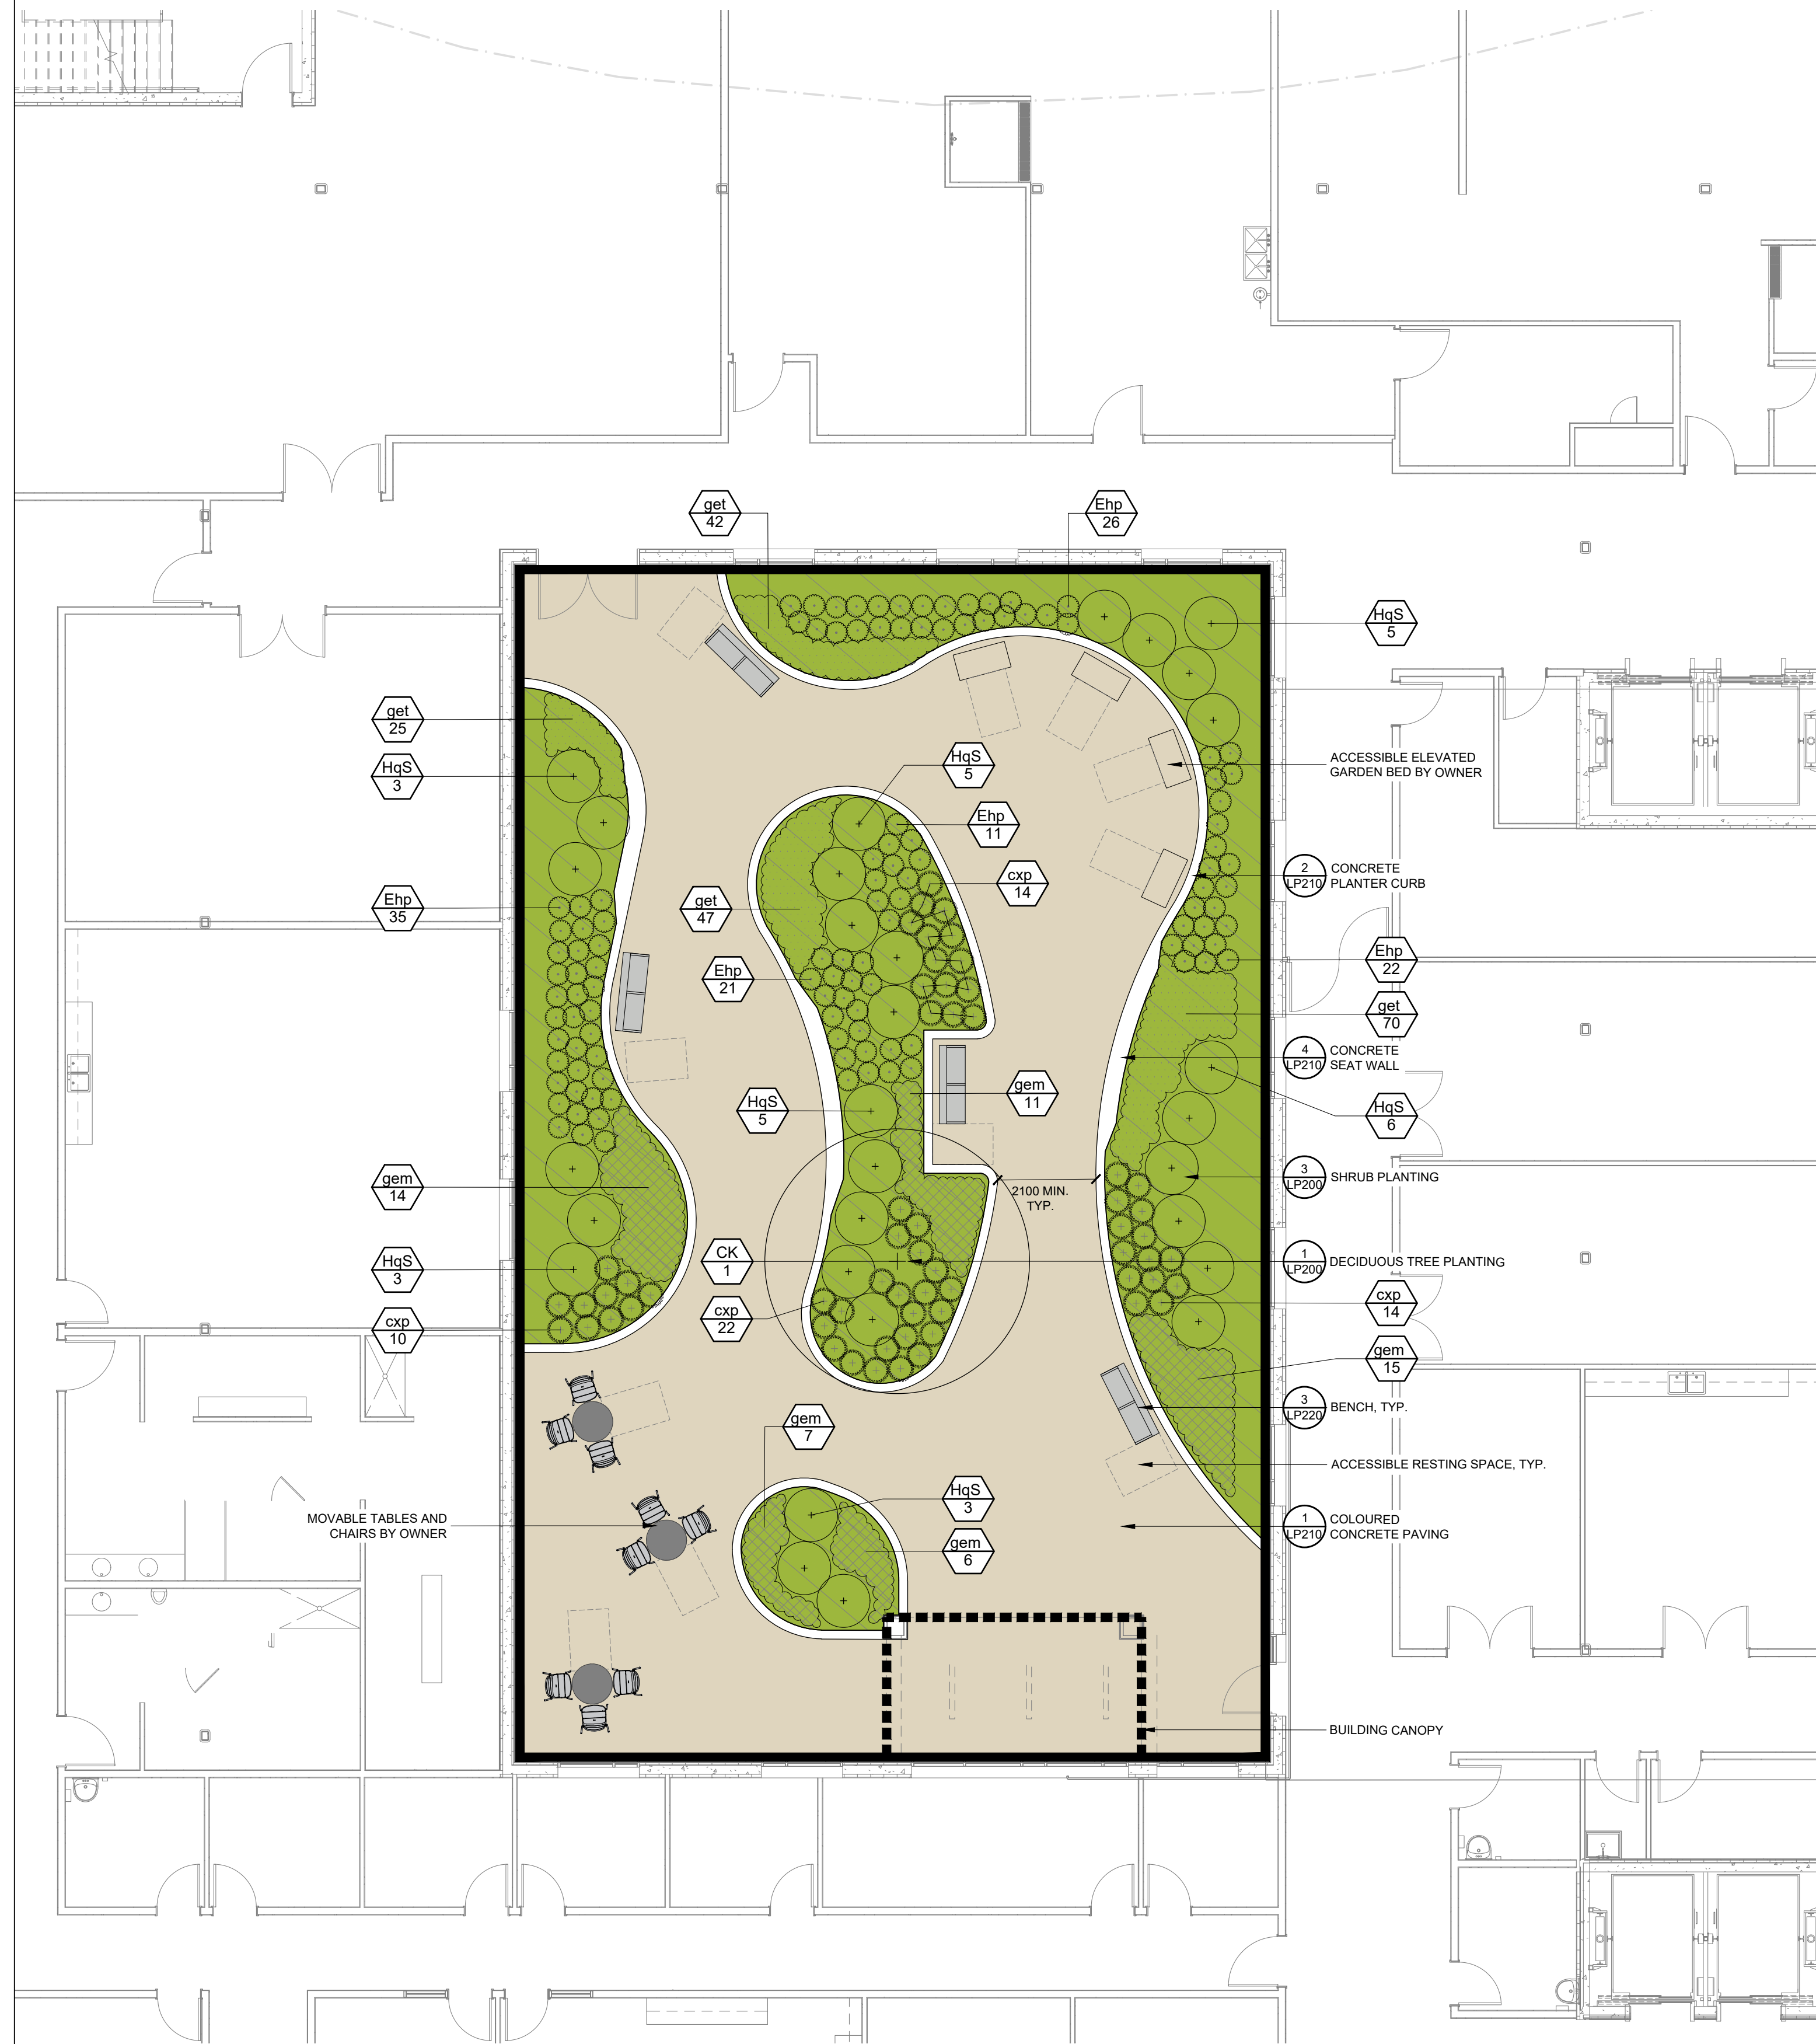 get
42
Ehp
26
HqS
5
get
25
HqS
3
HqS
5
ACCESSIBLE ELEVATED
GARDEN BED BY OWNER
Ehp
11
cxp
14
2
LP210
CONCRETE
PLANTER CURB
Ehp
35
get
47
Ehp
22
Ehp
21
get
70
4
LP210
CONCRETE
SEAT WALL
gem
11
HqS
5
HqS
6
gem
14
3
LP200
SHRUB PLANTING
2100 MIN.
TYP.
HqS
3
CK
1
1
LP200
DECIDUOUS TREE PLANTING
cxp
10
cxp
22
cxp
14
gem
15
3
LP220
BENCH, TYP.
gem
7
ACCESSIBLE RESTING SPACE, TYP.
HqS
3
MOVABLE TABLES AND
CHAIRS BY OWNER
1
LP210
COLOURED
CONCRETE PAVING
gem
6
BUILDING CANOPY